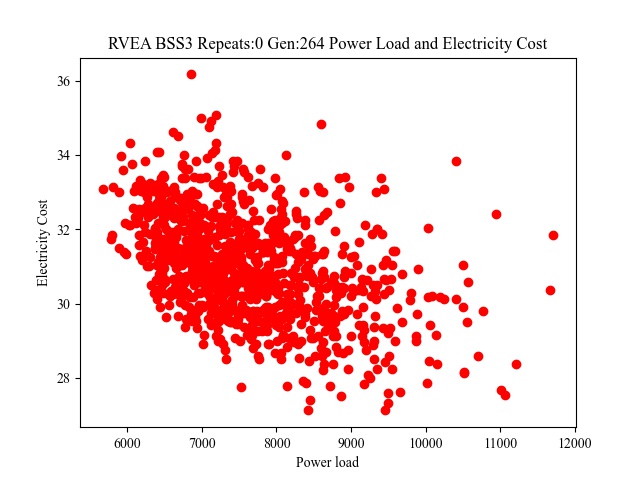 RVEA BSS3 Repeats:0 Gen:264 Power Load and Electricity Cost
36
34
32
30
28
Electricity Cost
6000 7000 8000 9000 10000 11000 12000
Power load